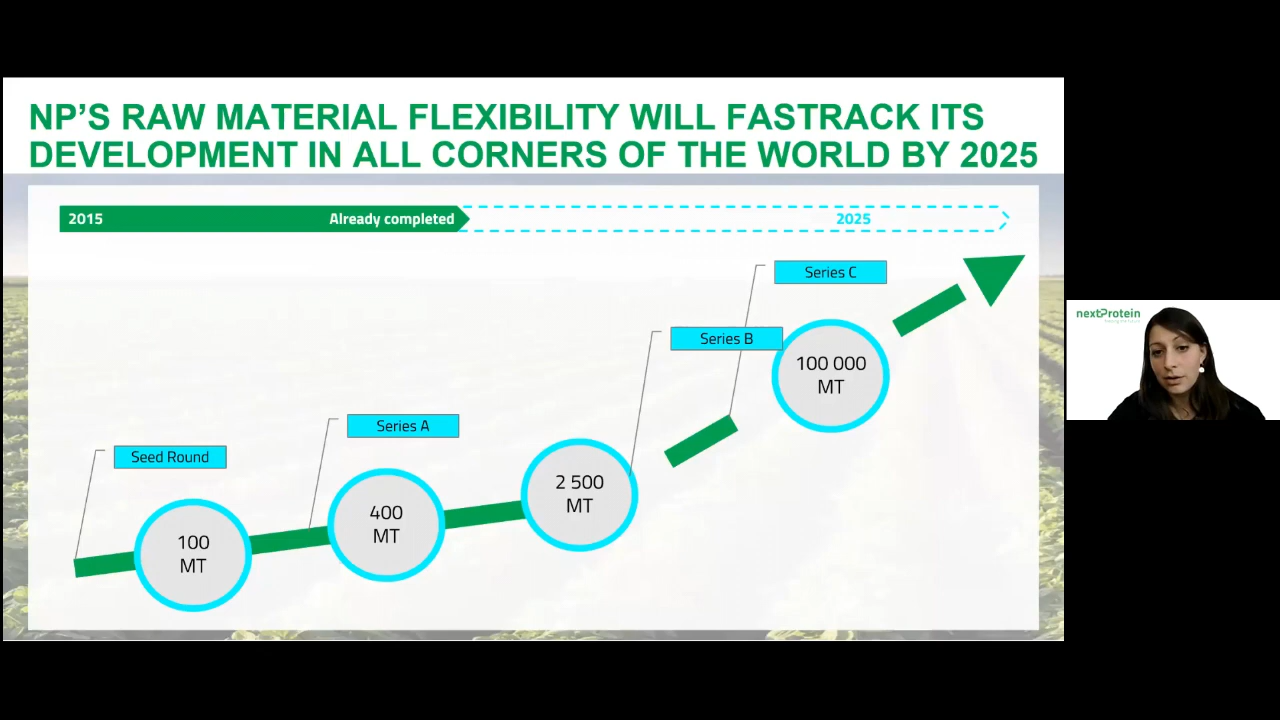 NP'S RAW MATERIAL FLEXIBILITY WILL FASTRACK ITS
DEVELOPMENT IN ALL CORNERS OF THE WORLD BY 2025
2015
Already completed
2025
Series C
Series B
100 000
MT
Series A
Seed Round
2 500
MT
400
MT
100
MT
nextProtein